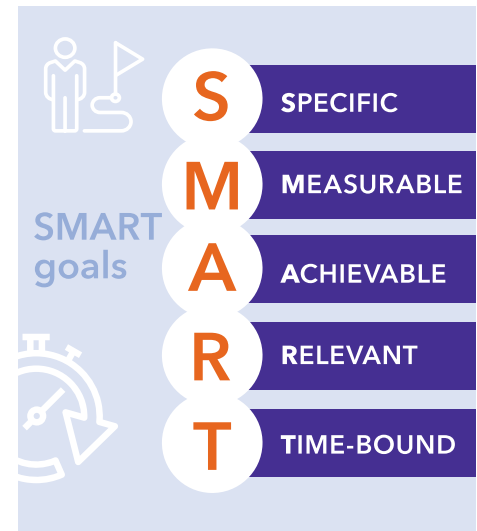 SMART
goals
S
SPECIFIC
M
MEASURABLE
A
ACHIEVABLE
R
RELEVANT
T
TIME-BOUND